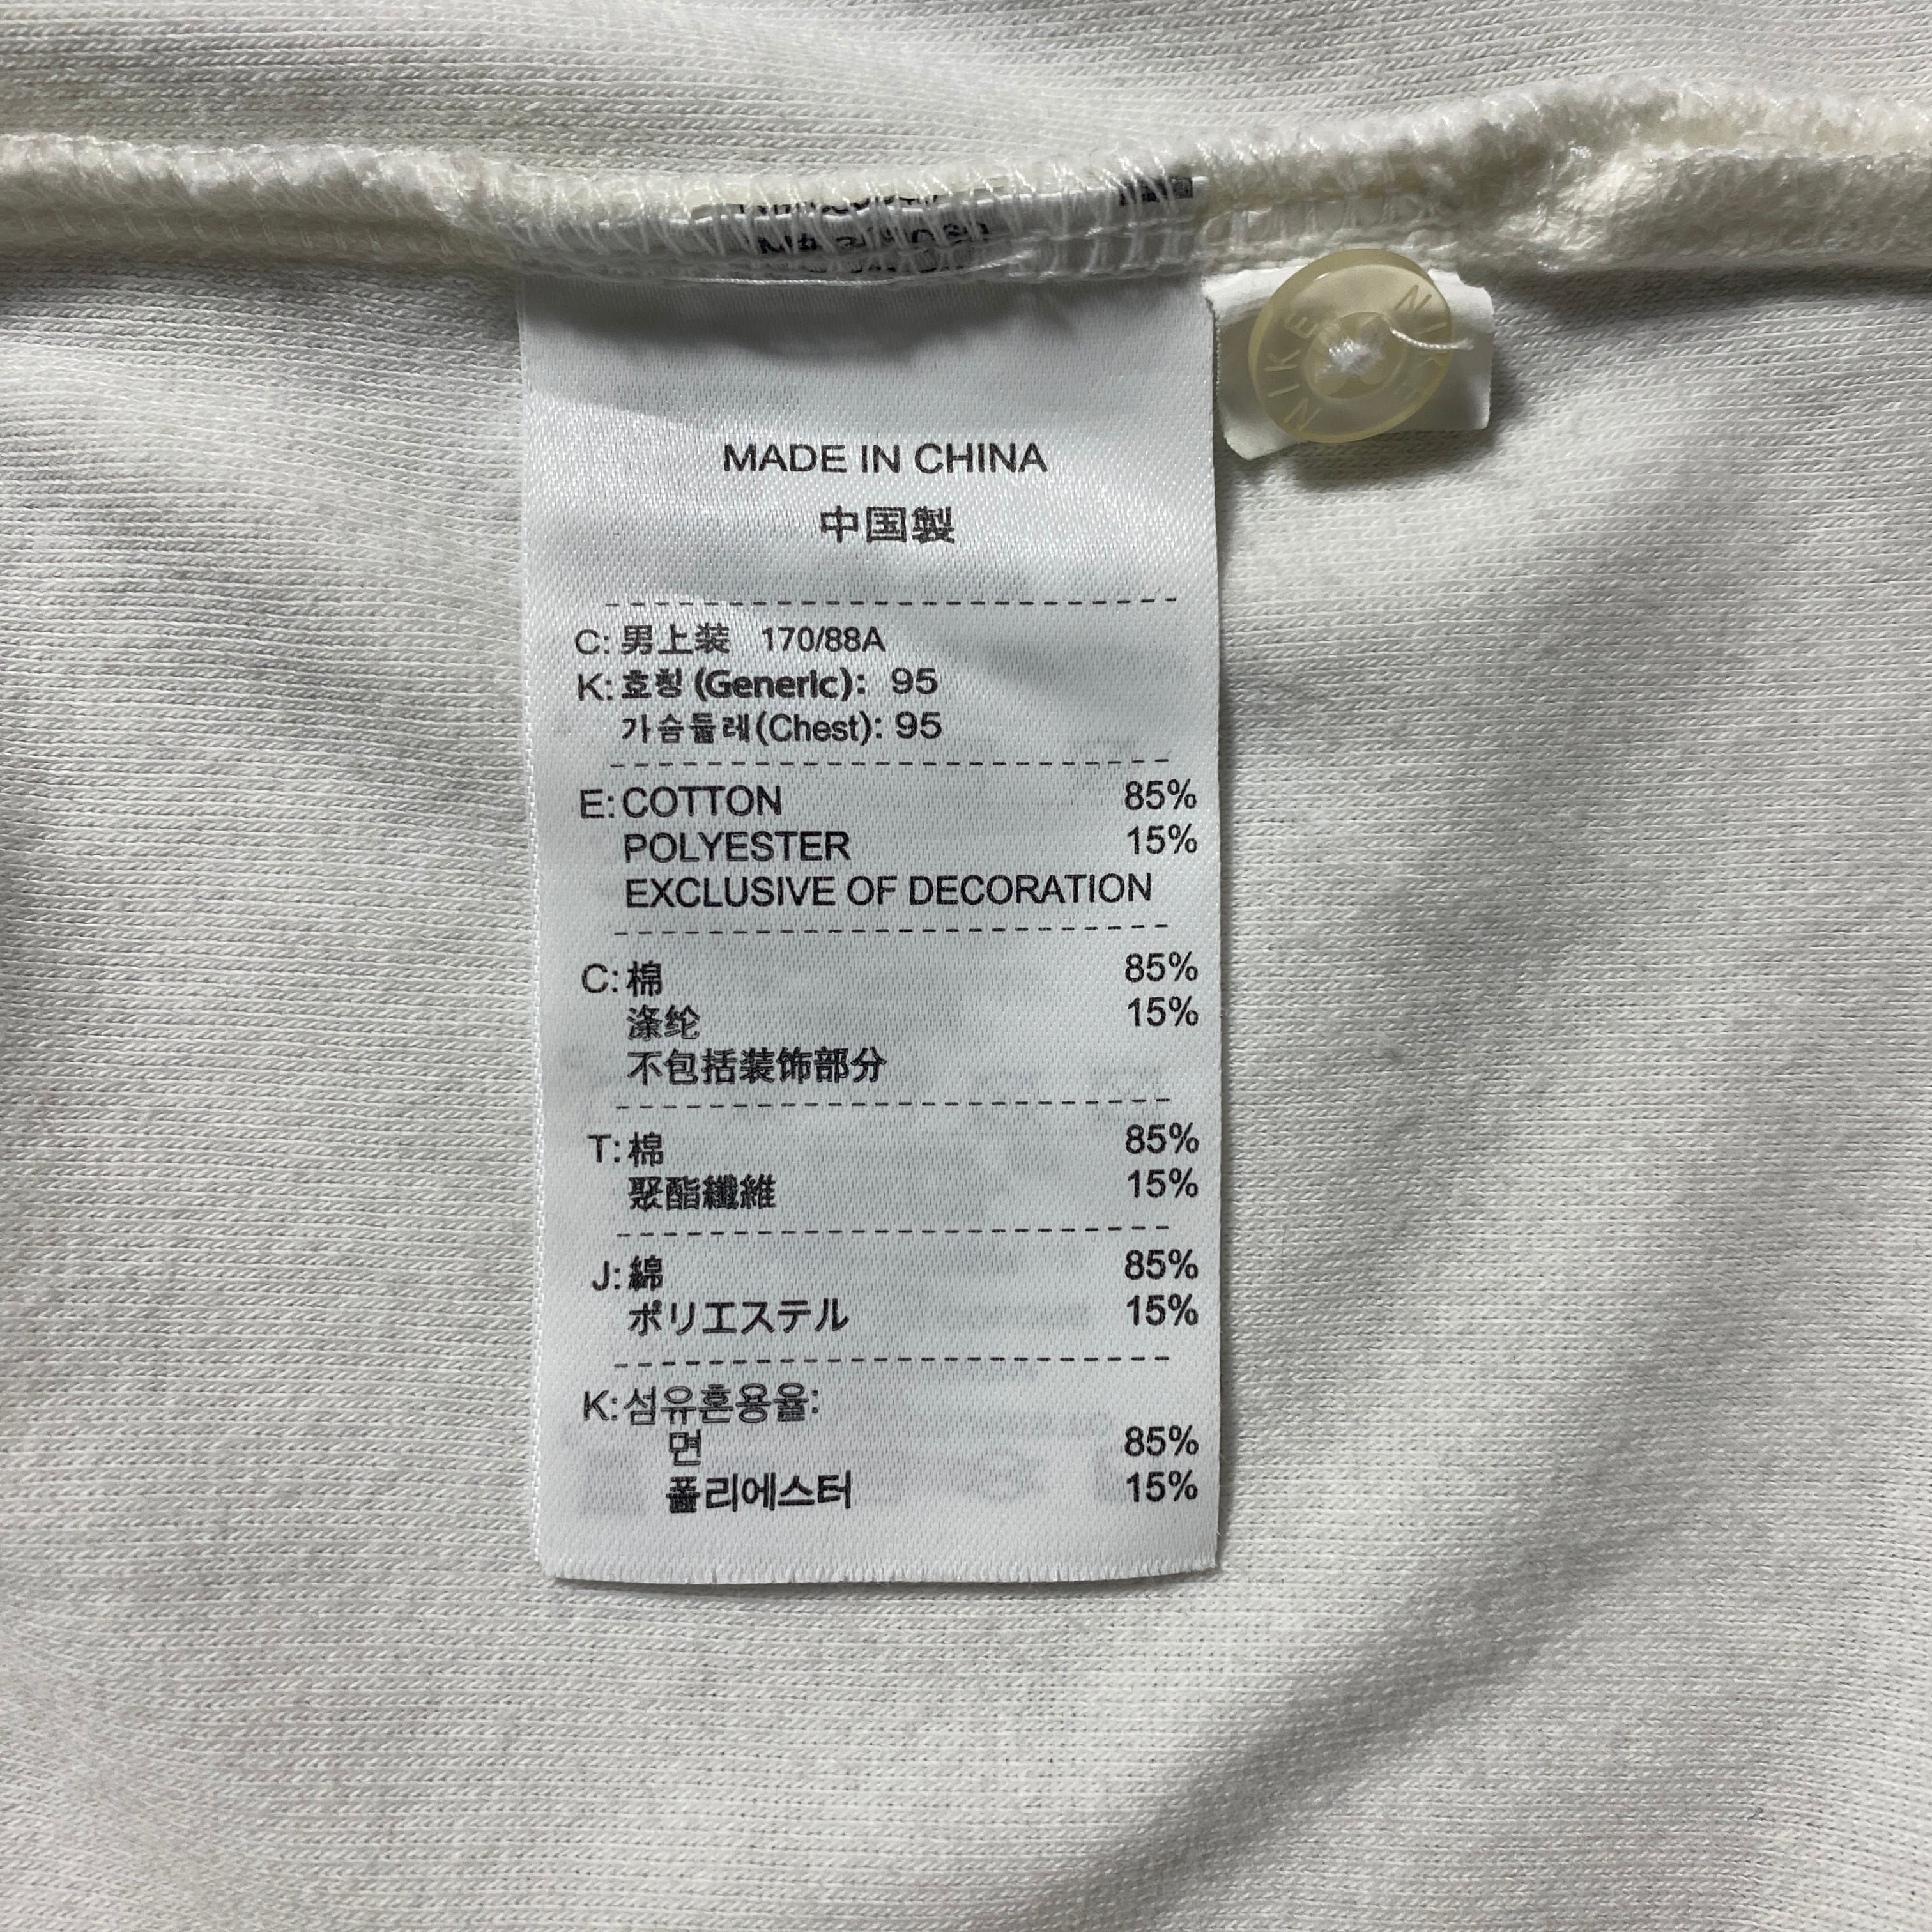 NIKE NIKE
MADE IN CHINA
中国製
C: 男上装 170/88A
K: 호칭 (Generic): 95
가슴둘레(Chest): 95
E: COTTON 85%
POLYESTER 15%
EXCLUSIVE OF DECORATION
C: 棉 85%
涤纶 15%
不包括装饰部分
T: 棉 85%
聚酯纖維 15%
J: 綿 85%
ポリエステル 15%
K: 섬유혼용율:
면 85%
폴리에스터 15%